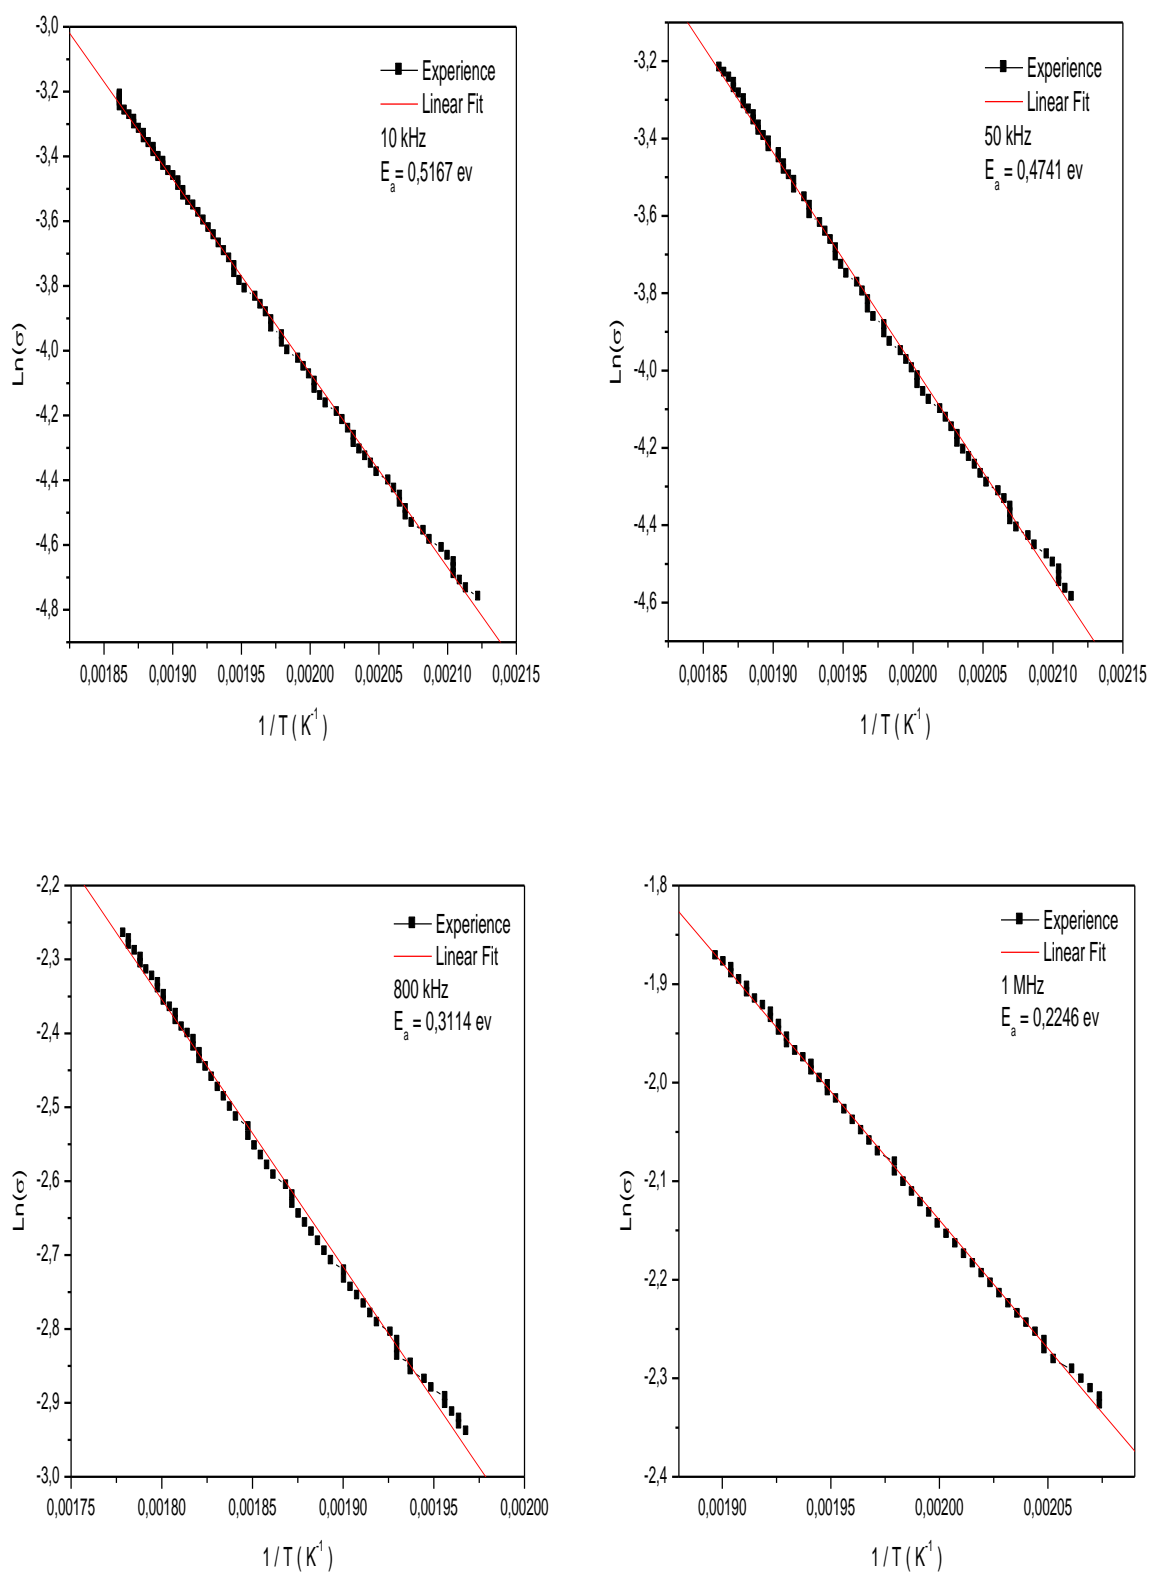 -3,0
-3,2
-3,4
-3,6
-3,8
-4,0
-4,2
-4,4
-4,6
-4,8
Ln(σ)
Experience
Linear Fit
10 kHz
Ea= 0,5167 ev
0,00185 0,00190 0,00195 0,00200 0,00205 0,00210 0,00215
1 / T ( K-1 )
-3,2
-3,4
-3,6
-3,8
-4,0
-4,2
-4,4
-4,6
Ln(σ)
Experience
Linear Fit
50 kHz
Ea= 0,4741 ev
0,00185 0,00190 0,00195 0,00200 0,00205 0,00210 0,00215
1 / T ( K-1 )
-2,2
-2,3
-2,4
-2,5
-2,6
-2,7
-2,8
-2,9
-3,0
Ln(σ)
Experience
Linear Fit
800 kHz
Ea= 0,3114 ev
0,00175 0,00180 0,00185 0,00190 0,00195 0,00200
1 / T ( K-1 )
-1,8
-1,9
-2,0
-2,1
-2,2
-2,3
-2,4
Ln(σ)
Experience
Linear Fit
1 MHz
Ea= 0,2246 ev
0,00190 0,00195 0,00200 0,00205
1 / T ( K-1 )